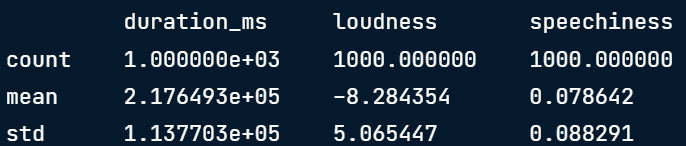 duration_ms loudness speechiness
count 1.000000e+03 1000.000000 1000.000000
mean 2.176493e+05 -8.284354 0.078642
std 1.137703e+05 5.065447 0.088291